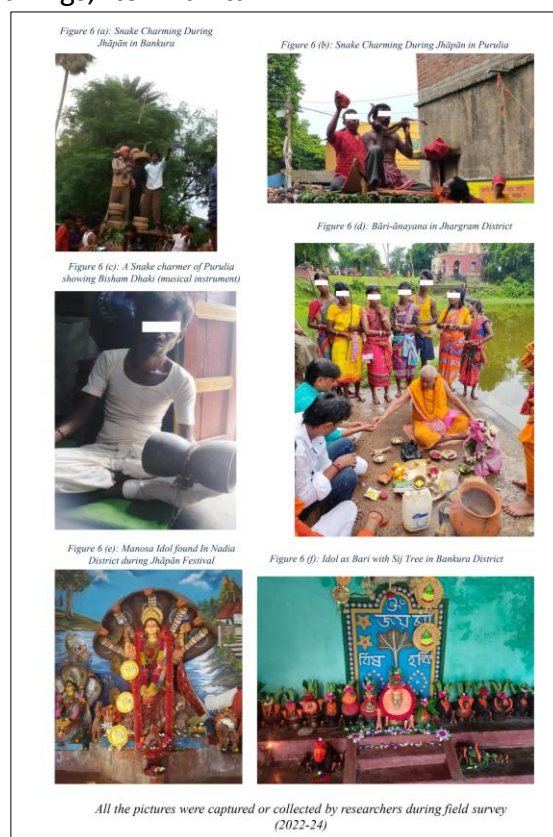 Figure 6 (a): Snake Charming During
Jhāpān in Bankura
Figure 6 (b): Snake Charming During Jhāpān in Purulia
Figure 6 (c): A Snake charmer of Purulia
showing Bisham Dhaki (musical instrument)
Figure 6 (d): Bāri-ānayana in Jhargram District
Figure 6 (e): Manosa Idol found In Nadia
District during Jhāpān Festival
Figure 6 (f): Idol as Bari with Sij Tree in Bankura District
জয় মা
বিষ হরি
All the pictures were captured or collected by researchers during field survey
(2022-24)